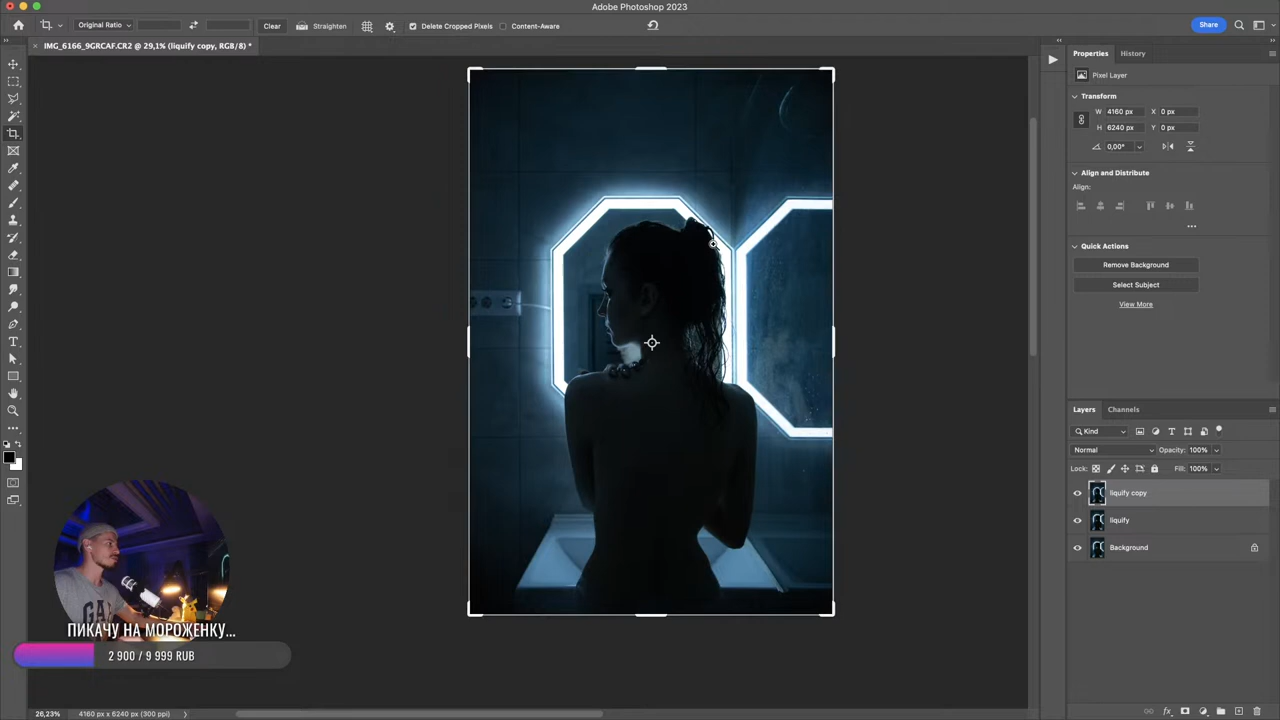 Adobe Photoshop 2023
Original Ratio
Clear
Straighten
Delete Cropped Pixels
Content-Aware
Share
IMG_6166_9GRCAF.CR2 @ 29,1% (liquify copy, RGB/8) *
Properties
History
Pixel Layer
Transform
W 4160 px X 0 px
H 6240 px Y 0 px
0,00°
Align and Distribute
Align:
Quick Actions
Remove Background
Select Subject
View More
Layers
Channels
Kind
Normal
Opacity: 100%
Lock:
Fill: 100%
liquify copy
liquify
Background
GA
ПИКАЧУ НА МОРОЖЕНКУ...
2 900 / 9 999 RUB
26,23%
4160 px x 6240 px (300 ppi)